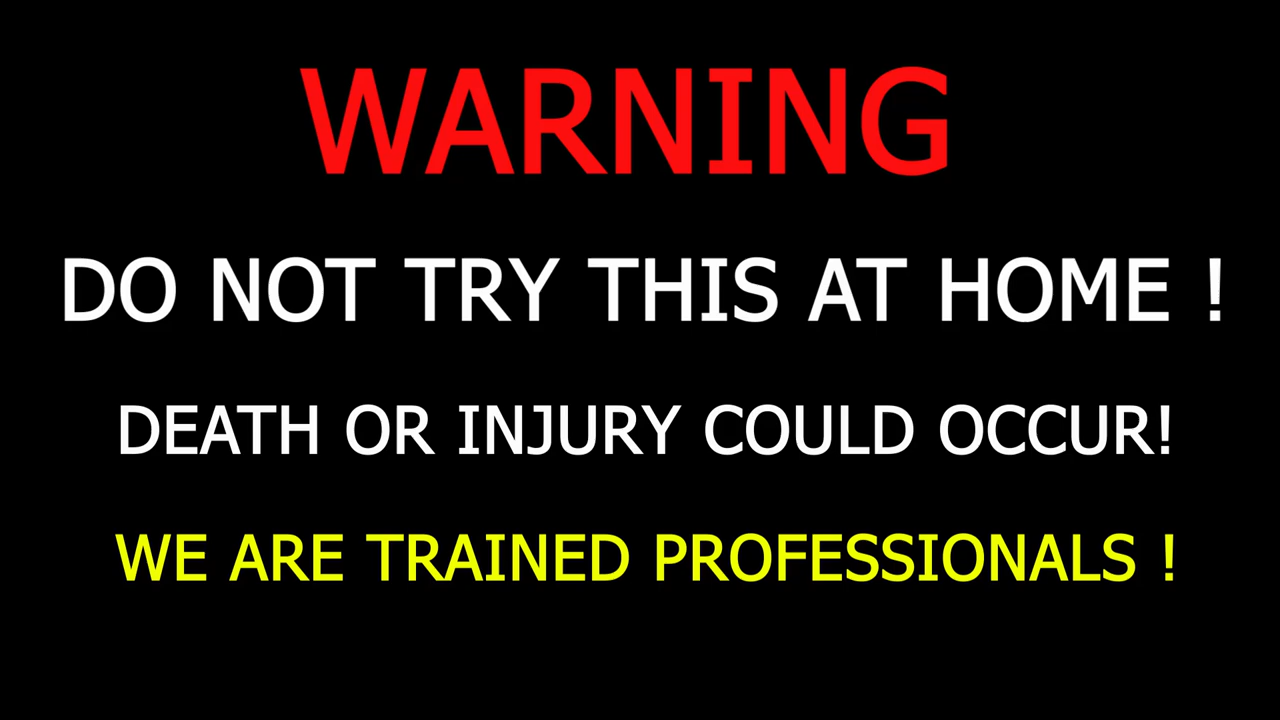 WARNING
DO NOT TRY THIS AT HOME !
DEATH OR INJURY COULD OCCUR!
WE ARE TRAINED PROFESSIONALS !